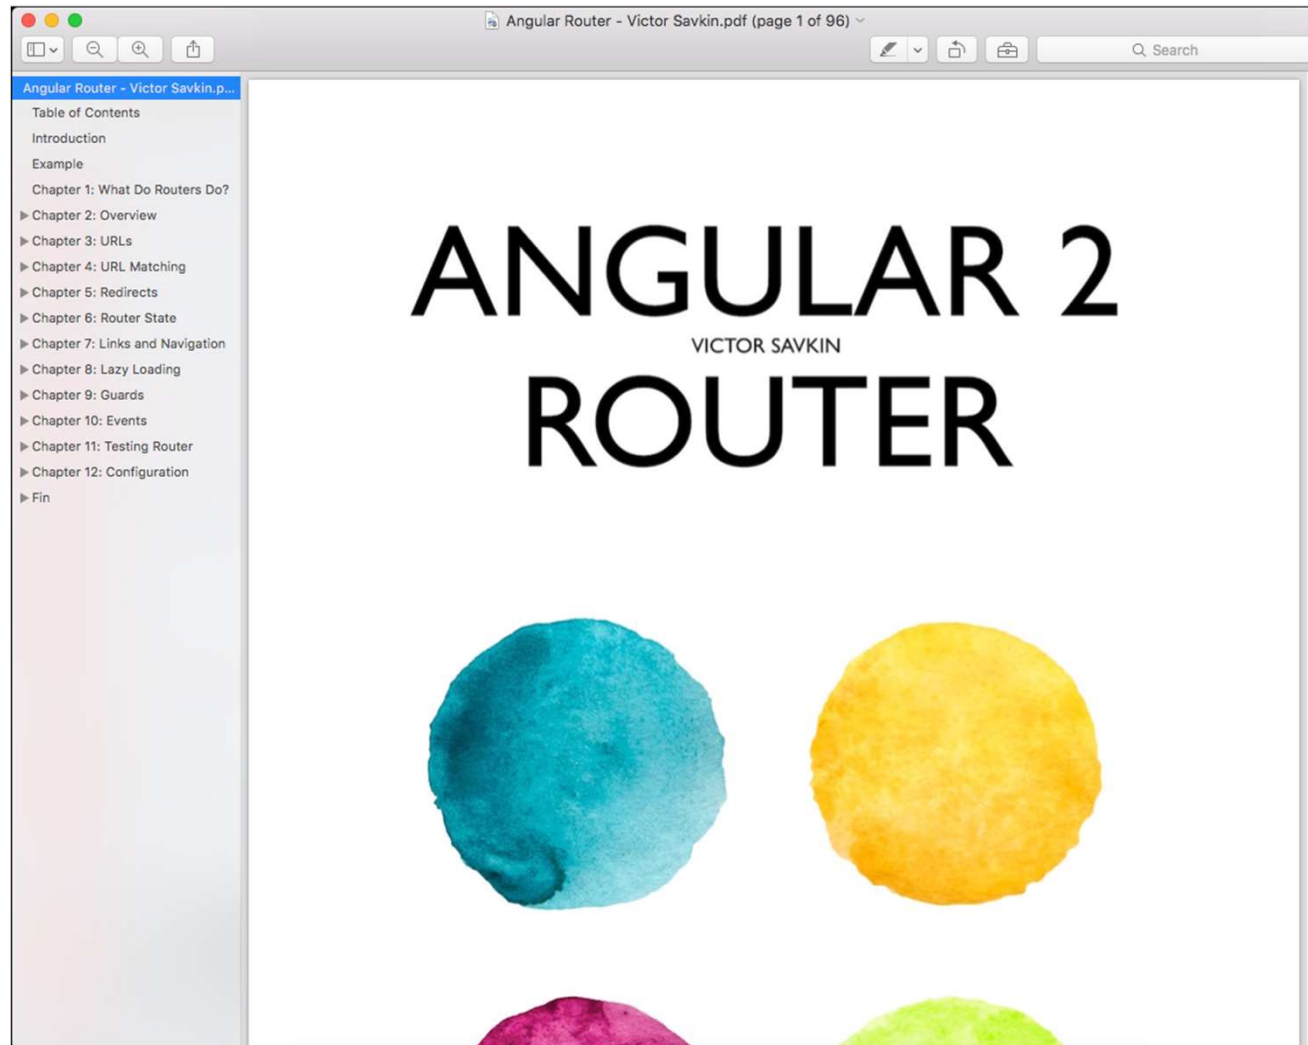 Angular Router - Victor Savkin.pdf (page 1 of 96)
Search
Angular Router - Victor Savkin.p...
Table of Contents
Introduction
Example
Chapter 1: What Do Routers Do?
Chapter 2: Overview
Chapter 3: URLs
Chapter 4: URL Matching
Chapter 5: Redirects
Chapter 6: Router State
Chapter 7: Links and Navigation
Chapter 8: Lazy Loading
Chapter 9: Guards
Chapter 10: Events
Chapter 11: Testing Router
Chapter 12: Configuration
Fin
ANGULAR 2
VICTOR SAVKIN
ROUTER